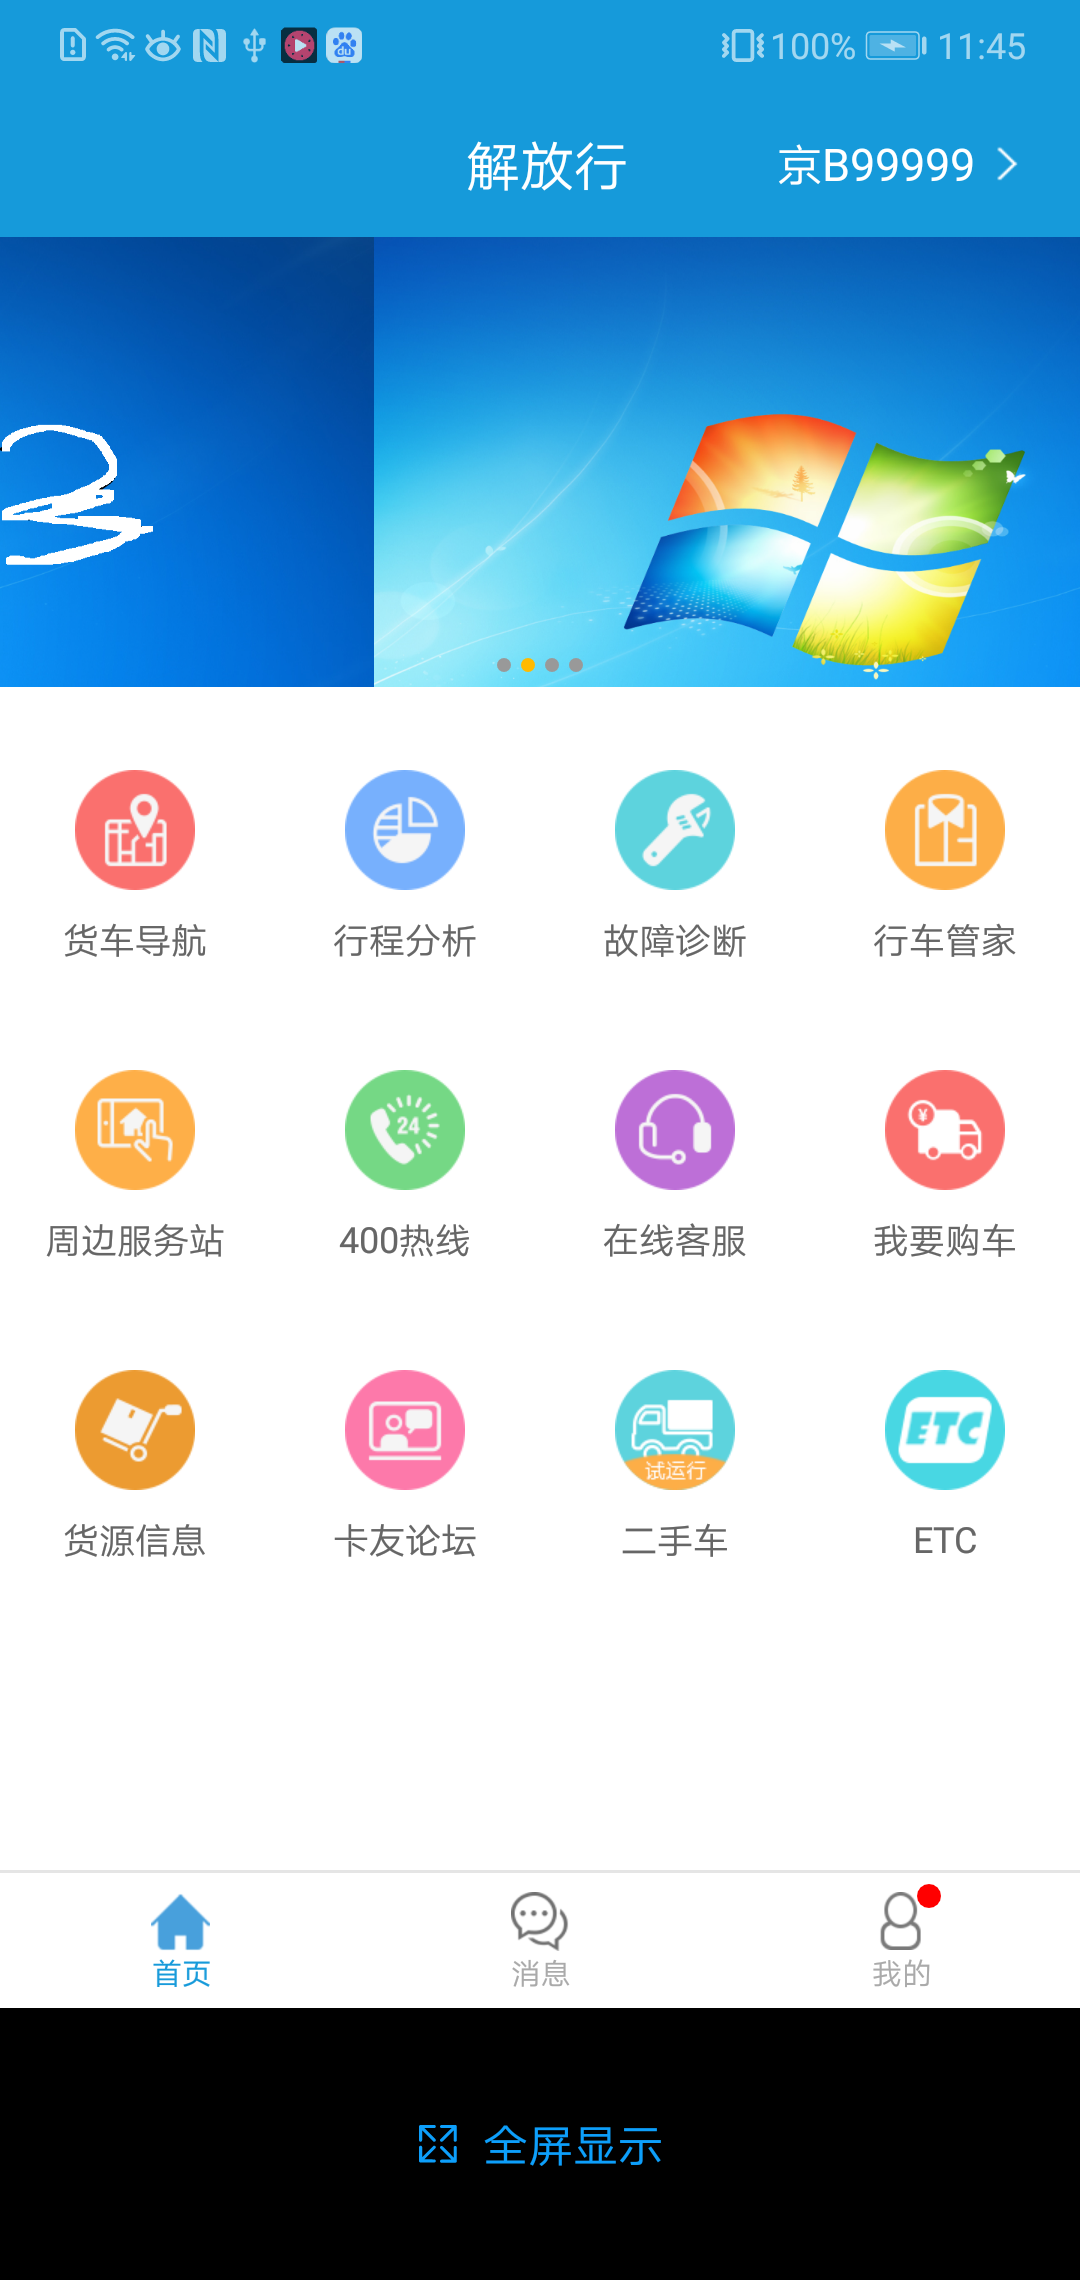 100% 11:45
解放行 京B99999
3
货车导航 行程分析 故障诊断 行车管家
24
¥
周边服务站 400热线 在线客服 我要购车
试运行
ETC
货源信息 卡友论坛 二手车 ETC
首页 消息 我的
全屏显示